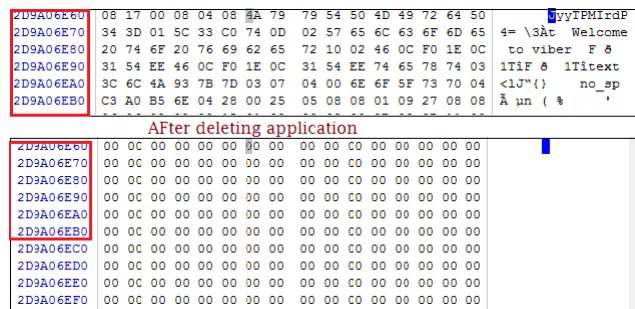 2D9A06E60 08 17 00 08 04 08 4A 79 79 54 50 4D 49 72 64 50 JyyTPMIrdP
2D9A06E70 34 3D 01 5C 33 C0 74 0D 02 57 65 6C 63 6F 6D 65 4= \3Àt Welcome
2D9A06E80 20 74 6F 20 76 69 62 65 72 10 02 46 0C F0 1E 0C to viber F ð
2D9A06E90 31 54 EE 46 0C F0 1E 0C 31 54 EE 74 65 78 74 03 1TîF ð 1Tîtext
2D9A06EA0 3C 6C 4A 93 7B 7D 03 07 04 00 6E 6F 5F 73 70 04 <lJ“{} no_sp
2D9A06EB0 C3 A0 B5 6E 04 28 00 25 05 08 08 01 09 27 08 08 Ã µn ( % '
AFter deleting application
2D9A06E60 00 00 00 00 00 00 00 00 00 00 00 00 00 00 00 00
2D9A06E70 00 00 00 00 00 00 00 00 00 00 00 00 00 00 00 00
2D9A06E80 00 00 00 00 00 00 00 00 00 00 00 00 00 00 00 00
2D9A06E90 00 00 00 00 00 00 00 00 00 00 00 00 00 00 00 00
2D9A06EA0 00 00 00 00 00 00 00 00 00 00 00 00 00 00 00 00
2D9A06EB0 00 00 00 00 00 00 00 00 00 00 00 00 00 00 00 00
2D9A06EC0 00 00 00 00 00 00 00 00 00 00 00 00 00 00 00 00
2D9A06ED0 00 00 00 00 00 00 00 00 00 00 00 00 00 00 00 00
2D9A06EE0 00 00 00 00 00 00 00 00 00 00 00 00 00 00 00 00
2D9A06EF0 00 00 00 00 00 00 00 00 00 00 00 00 00 00 00 00